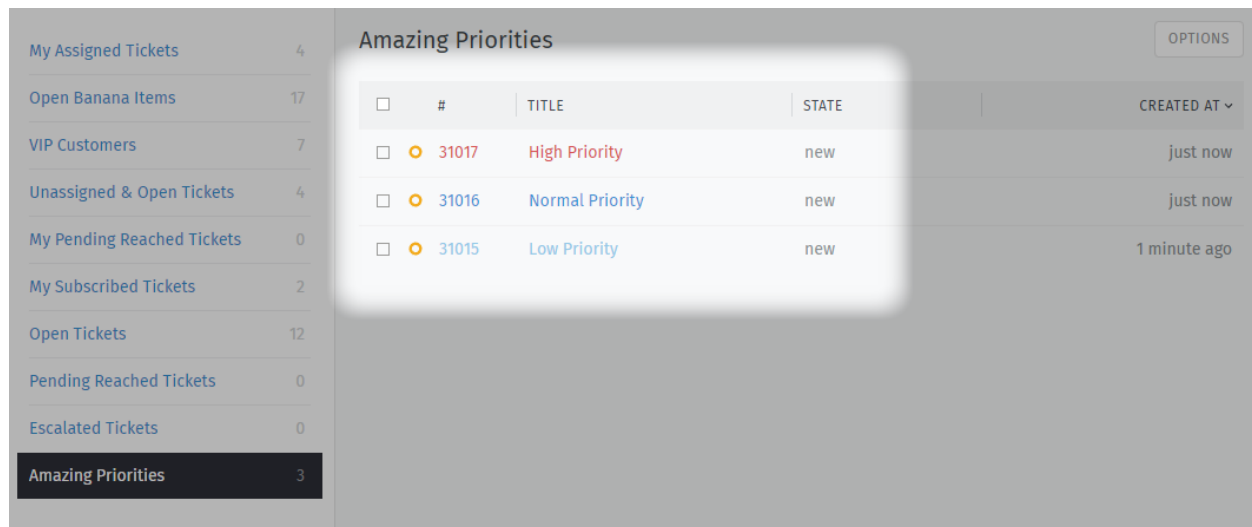 My Assigned Tickets 4
Open Banana Items 17
VIP Customers 7
Unassigned & Open Tickets 4
My Pending Reached Tickets 0
My Subscribed Tickets 2
Open Tickets 12
Pending Reached Tickets 0
Escalated Tickets 0
Amazing Priorities 3
Amazing Priorities OPTIONS
# TITLE STATE CREATED AT
31017 High Priority new just now
31016 Normal Priority new just now
31015 Low Priority new 1 minute ago